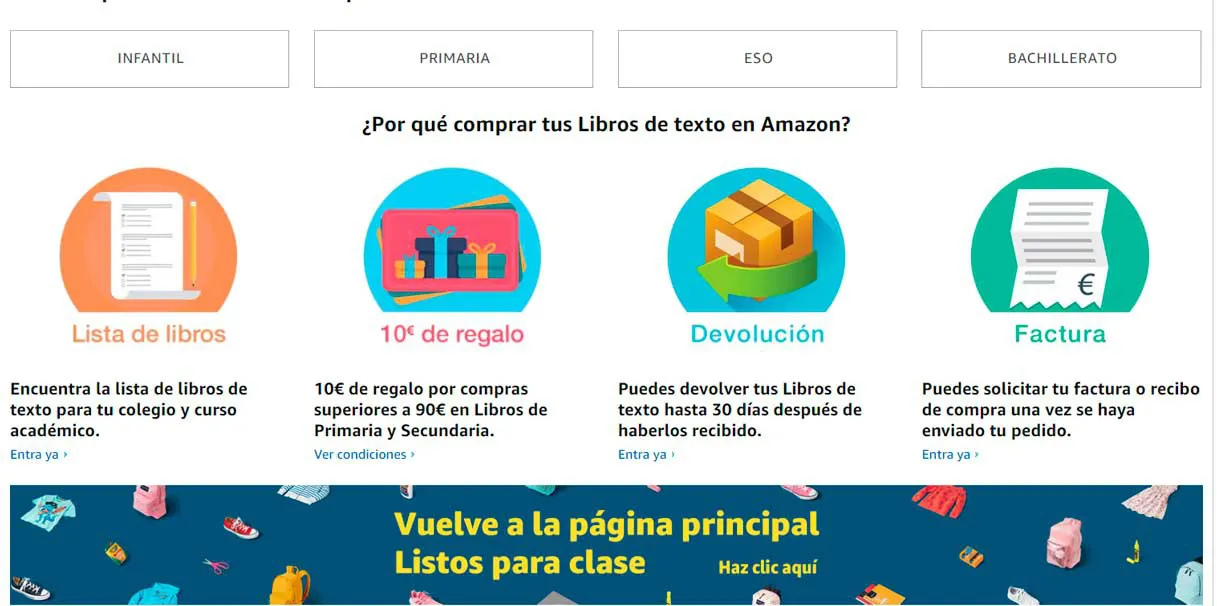 INFANTIL
PRIMARIA
ESO
BACHILLERATO
¿Por qué comprar tus Libros de texto en Amazon?
Lista de libros
10€ de regalo
Devolución
Factura
€
Encuentra la lista de libros de
texto para tu colegio y curso
académico.
Entra ya ›
10€ de regalo por compras
superiores a 90€ en Libros de
Primaria y Secundaria.
Ver condiciones ›
Puedes devolver tus Libros de
texto hasta 30 días después de
haberlos recibido.
Entra ya ›
Puedes solicitar tu factura o recibo
de compra una vez se haya
enviado tu pedido.
Entra ya ›
Vuelve a la página principal
Listos para clase
Haz clic aquí